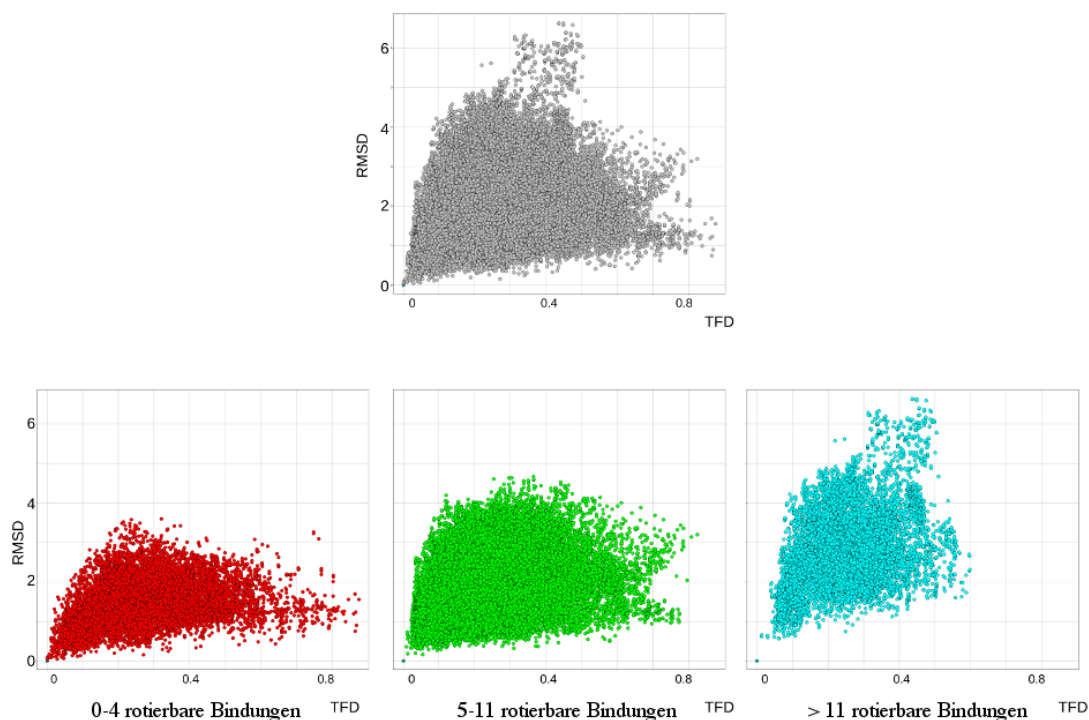 6
4
RMSD
2
0
0 0.4 0.8
TFD
6
4
RMSD
2
0
0 0.4 0.8
0 0.4 0.8
0 0.4 0.8
0-4 rotierbare Bindungen TFD
5-11 rotierbare Bindungen TFD
> 11 rotierbare Bindungen TFD